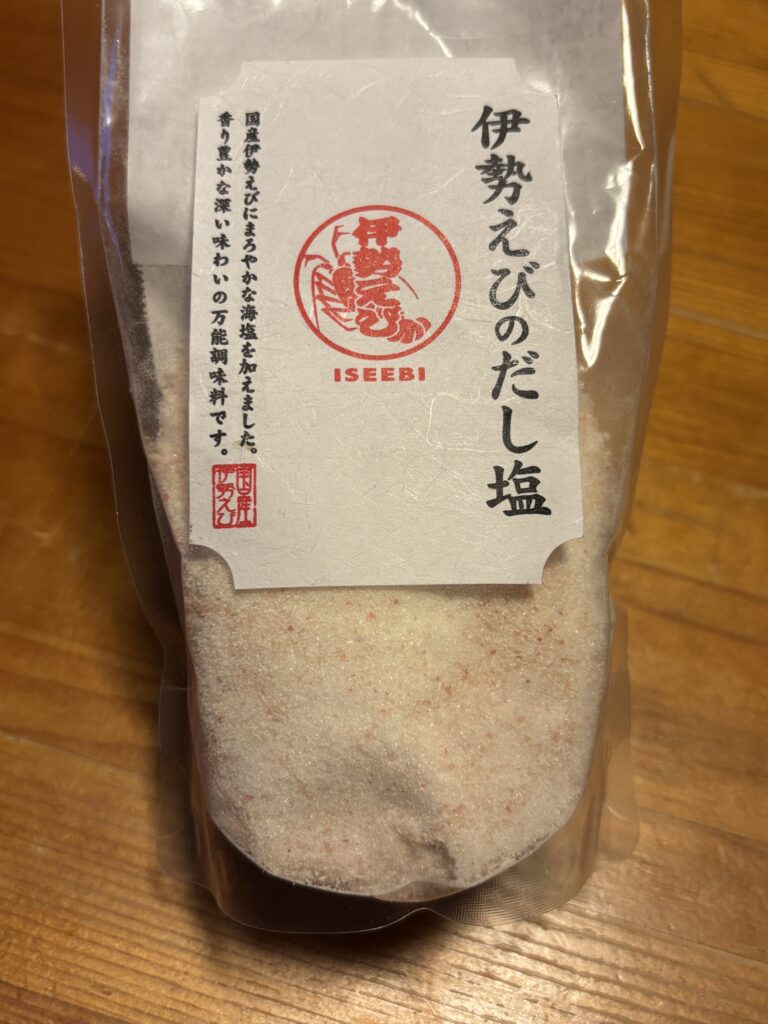 伊勢えびのだし塩
伊勢えび
ISEEBI
国産伊勢えびにまろやかな海塩を加えました。
香り豊かな深い味わいの万能調味料です。
国産
伊勢えび